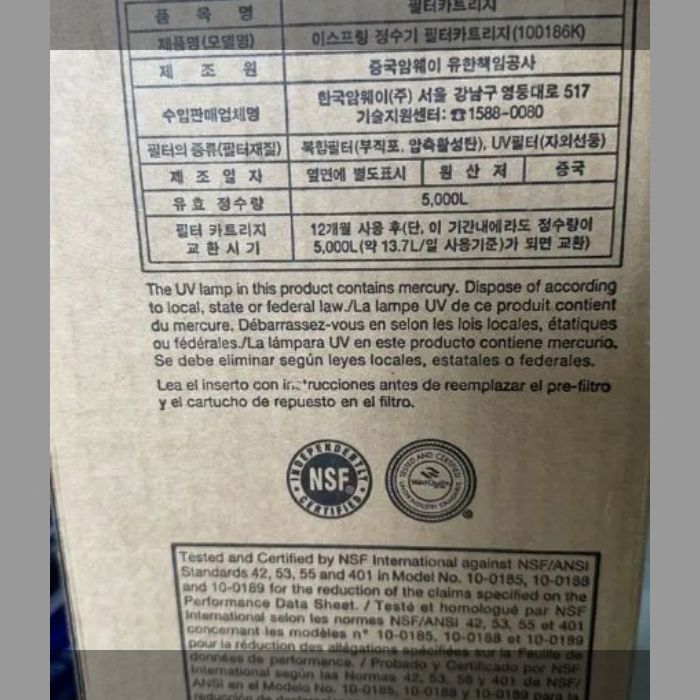 품 목 명 필터카트리지
제품명(모델명) 이스프링 정수기 필터카트리지(100186K)
제 조 원 중국암웨이 유한책임공사
수입판매업체명 한국암웨이(주) 서울 강남구 영동대로 517
기술지원센터: ☎1588-0080
필터의 종류(필터재질) 복합필터(부직포, 압축활성탄), UV필터(자외선등)
제 조 일 자 옆면에 별도표시 원 산 지 중국
유 효 정수량 5,000L
필터 카트리지 12개월 사용 후(단, 이 기간내에라도 정수량이
교 환 시 기 5,000L(약 13.7L/일 사용기준)가 되면 교환)
The UV lamp in this product contains mercury. Dispose of according
to local, state or federal law./La lampe UV de ce produit contient
du mercure. Débarrassez-vous en selon les lois locales, étatiques
ou fédérales./La lámpara UV en este producto contiene mercurio.
Se debe eliminar según leyes locales, estatales o federales.
Lea el inserto con instrucciones antes de reemplazar el pre-filtro
y el cartucho de repuesto en el filtro.
INDEPENDENTLY
NSF
CERTIFIED
TESTED AND CERTIFIED
UNDER INDUSTRY STANDARDS
Tested and Certified by NSF International against NSF/ANSI
Standards 42, 53, 55 and 401 in Model No. 10-0185, 10-0188
and 10-0189 for the reduction of the claims specified on the
Performance Data Sheet. / Testé et homologué par NSF
International selon les normes NSF/ANSI 42, 53, 55 et 401
concernant les modèles n° 10-0185, 10-0188 et 10-0189
pour la réduction des allégations spécifiées sur la Feuille de
données de performance. / Probado y Certificado por NSF
International según las Normas 42, 53, 55 y 401 de NSF/
ANSI en el Modelo No. 10-0185, 10-0188 y 10-0189 para la